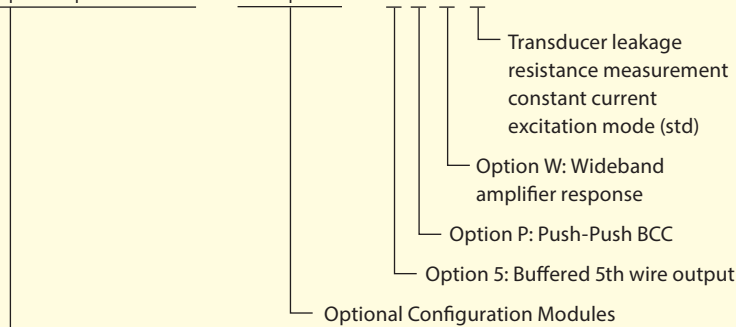 Transducer leakage
resistance measurement
constant current
excitation mode (std)
Option W: Wideband
amplifier response
Option P: Push-Push BCC
Option 5: Buffered 5th wire output
Optional Configuration Modules